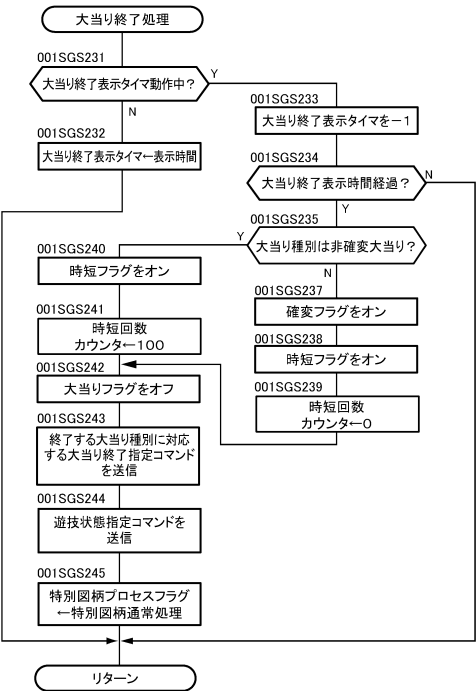 大当り終了処理
001SGS231
大当り終了表示タイマ動作中？
Y
N
001SGS232
大当り終了表示タイマ←表示時間
001SGS233
大当り終了表示タイマを－１
001SGS234
大当り終了表示時間経過？
N
Y
001SGS235
大当り種別は非確変大当り？
Y
N
001SGS237
確変フラグをオン
001SGS238
時短フラグをオン
001SGS239
時短回数
カウンタ←0
001SGS240
時短フラグをオン
001SGS241
時短回数
カウンタ←100
001SGS242
大当りフラグをオフ
001SGS243
終了する大当り種別に対応
する大当り終了指定コマンド
を送信
001SGS244
遊技状態指定コマンドを
送信
001SGS245
特別図柄プロセスフラグ
←特別図柄通常処理
リターン